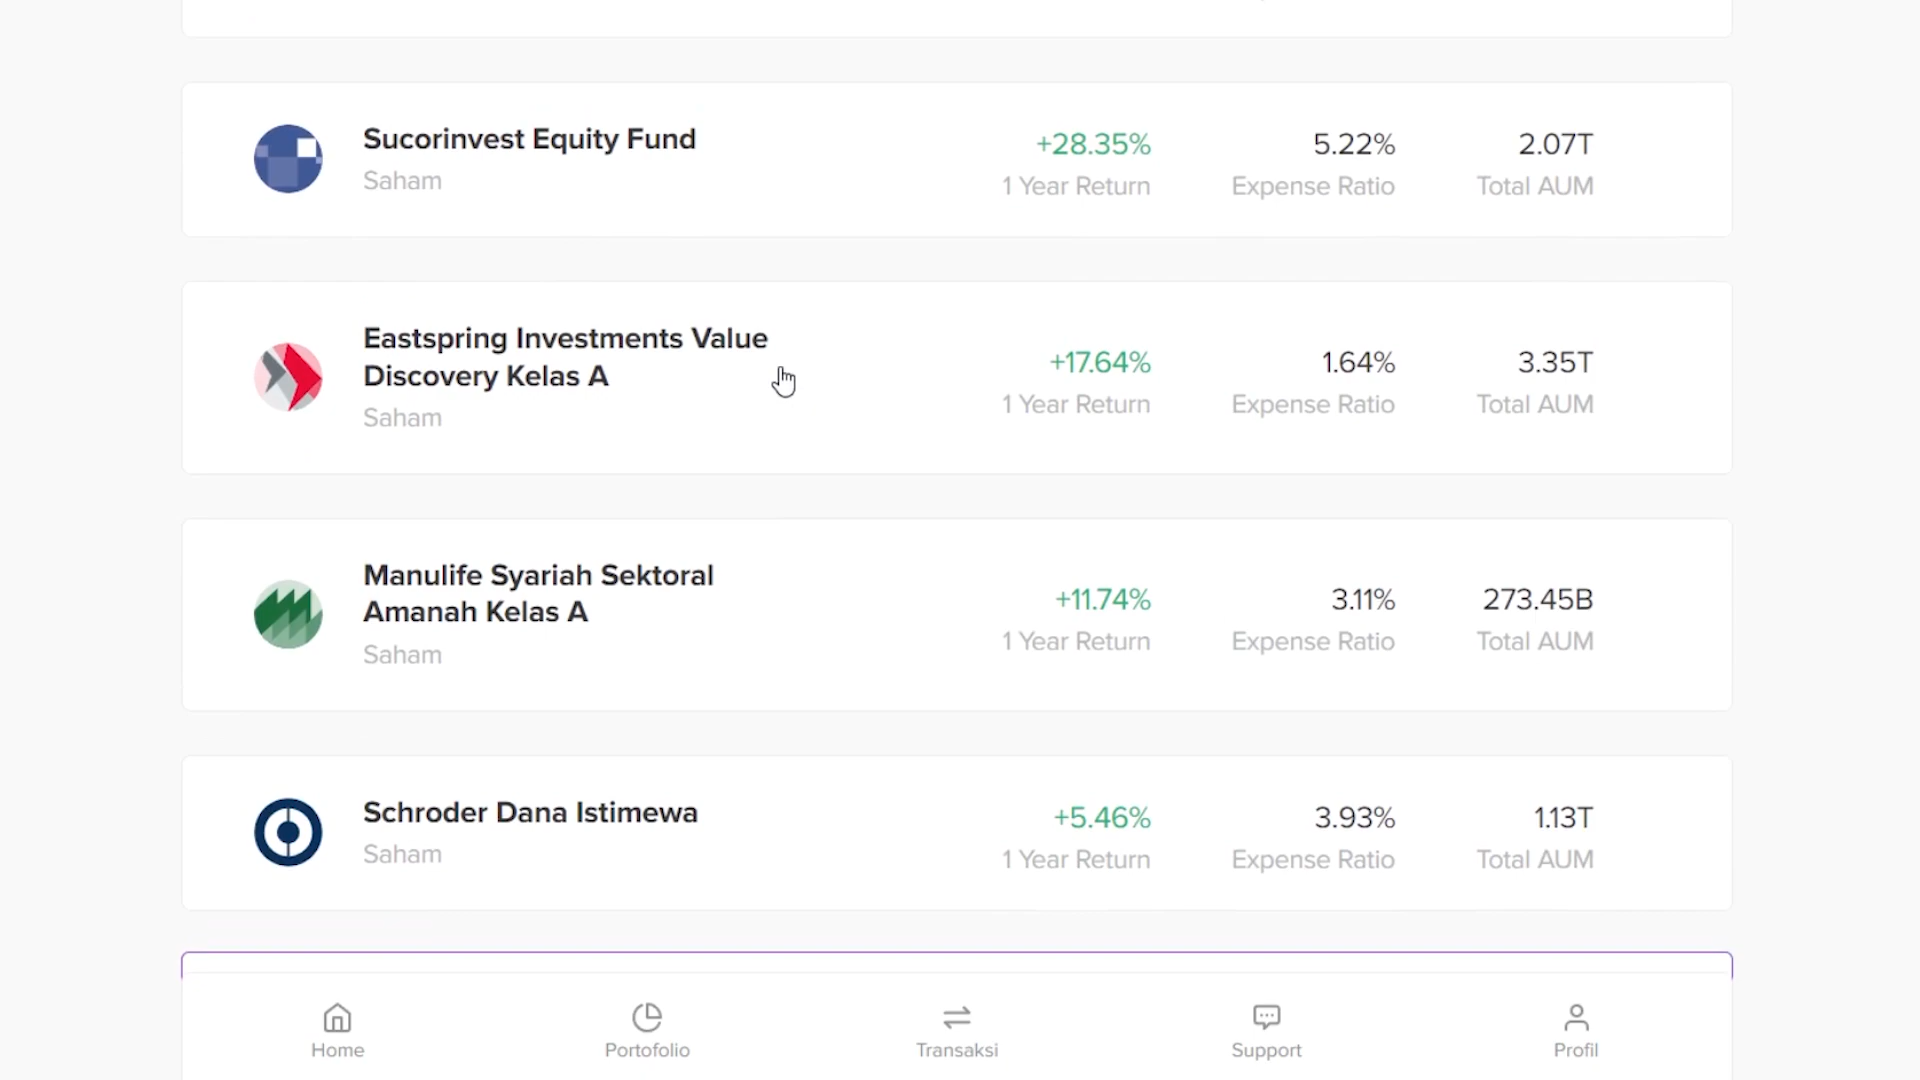 Sucorinvest Equity Fund
Saham
+28.35%
1 Year Return
5.22%
Expense Ratio
2.07T
Total AUM
Eastspring Investments Value
Discovery Kelas A
Saham
+17.64%
1 Year Return
1.64%
Expense Ratio
3.35T
Total AUM
Manulife Syariah Sektoral
Amanah Kelas A
Saham
+11.74%
1 Year Return
3.11%
Expense Ratio
273.45B
Total AUM
Schroder Dana Istimewa
Saham
+5.46%
1 Year Return
3.93%
Expense Ratio
1.13T
Total AUM
Home
Portofolio
Transaksi
Support
Profil